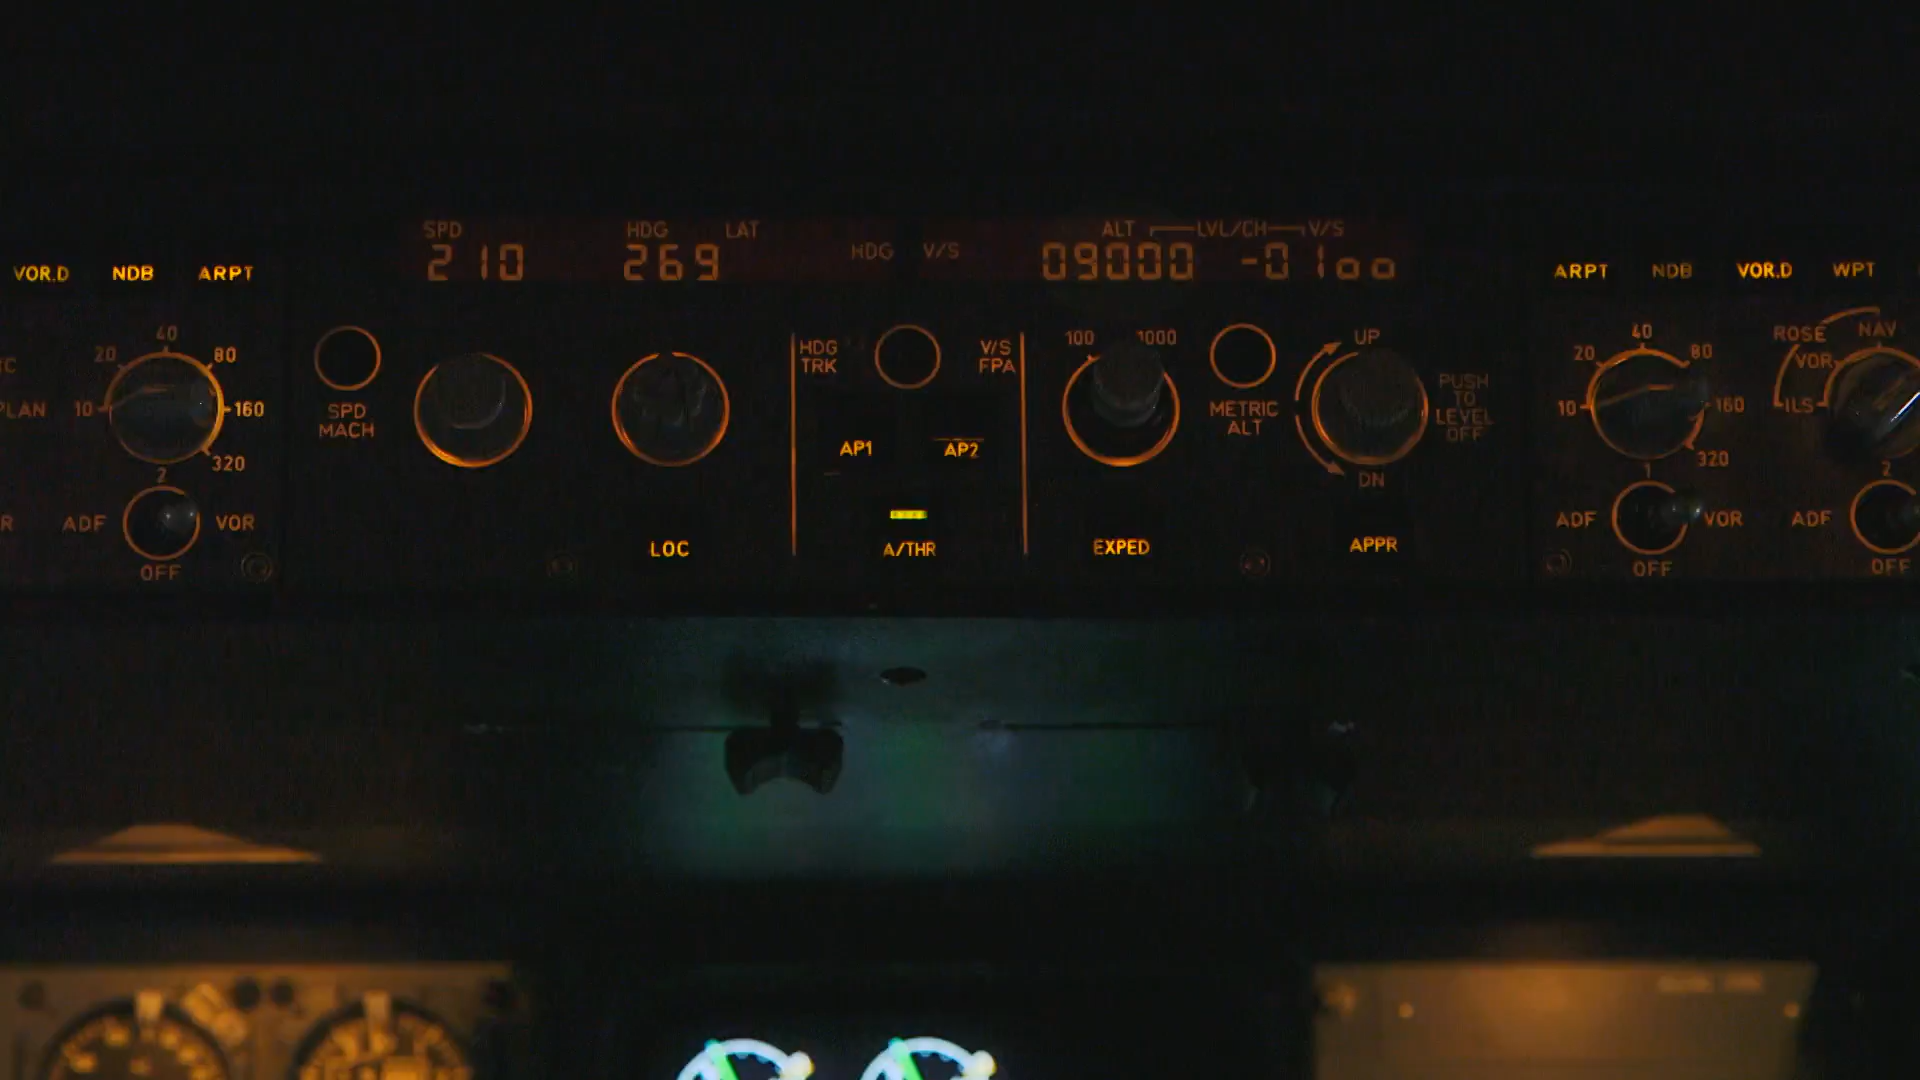 SPD HDG LAT HDG V/S ALT LVL/CH V/S
210 269 09000 -01oo
VOR.D NDB ARPT
ARPT NDB VOR.D WPT
PLAN 10 20 40 80 160 320
SPD
MACH
HDG
TRK
V/S
FPA
100 1000
METRIC
ALT
UP
DN
PUSH
TO
LEVEL
OFF
10 20 40 80 160 320
ROSE NAV
VOR
ILS
AP1 AP2
2
ADF VOR
OFF
LOC A/THR EXPED APPR
1
ADF VOR
OFF
2
ADF
OFF